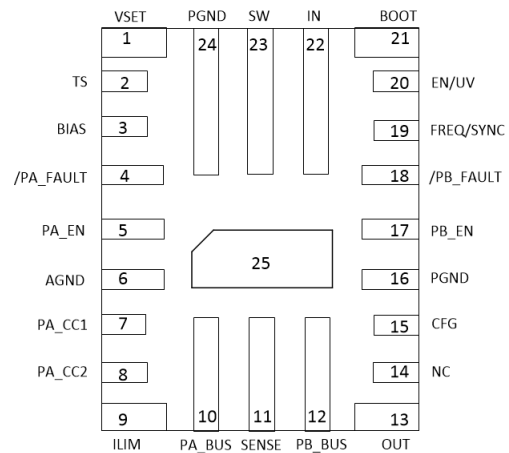 VSET PGND SW IN BOOT
1 24 23 22 21
TS 2 20 EN/UV
BIAS 3 19 FREQ/SYNC
/PA_FAULT 4 18 /PB_FAULT
PA_EN 5 17 PB_EN
25
AGND 6 16 PGND
PA_CC1 7 15 CFG
PA_CC2 8 14 NC
9 10 11 12 13
ILIM PA_BUS SENSE PB_BUS OUT